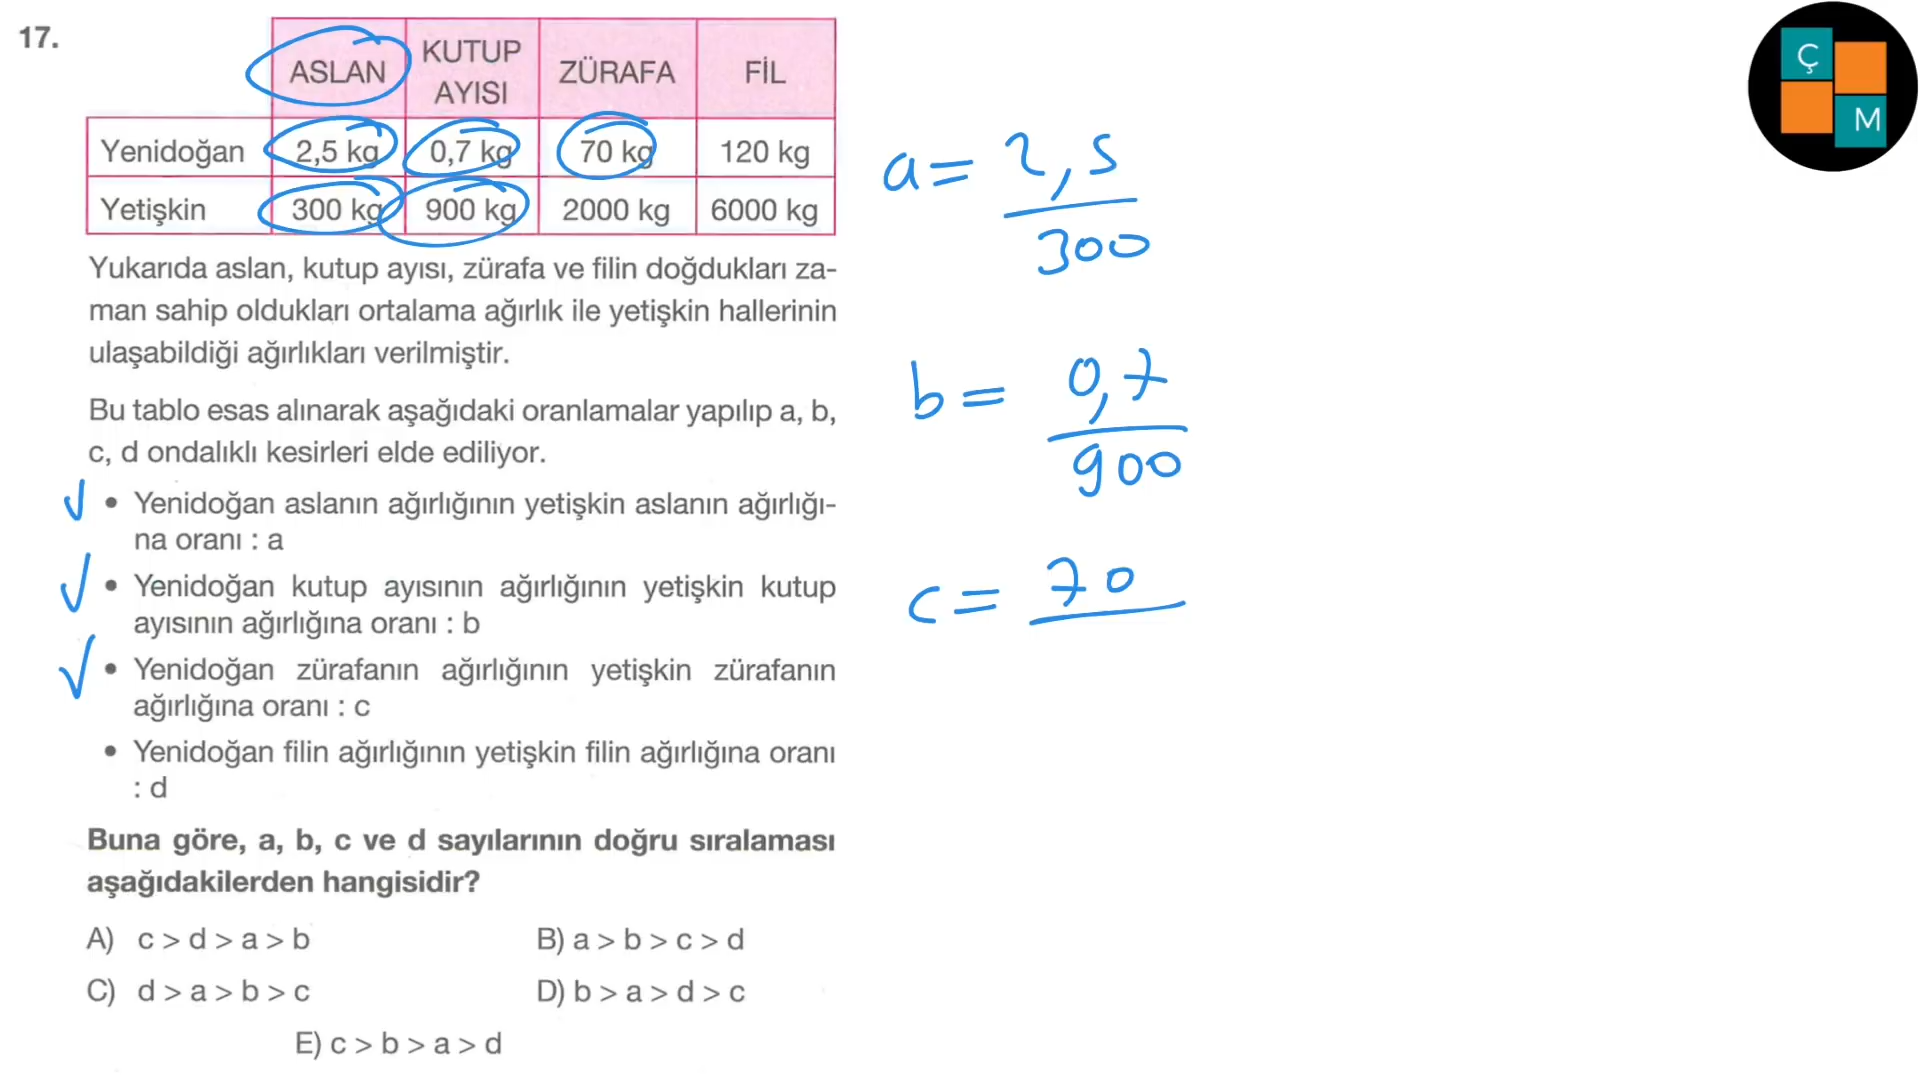 17.
ASLAN KUTUP AYISI ZÜRAFA FİL
Yenidoğan 2,5 kg 0,7 kg 70 kg 120 kg
Yetişkin 300 kg 900 kg 2000 kg 6000 kg
Yukarıda aslan, kutup ayısı, zürafa ve filin doğdukları za-
man sahip oldukları ortalama ağırlık ile yetişkin hallerinin
ulaşabildiği ağırlıkları verilmiştir.
Bu tablo esas alınarak aşağıdaki oranlamalar yapılıp a, b,
c, d ondalıklı kesirleri elde ediliyor.
• Yenidoğan aslanın ağırlığının yetişkin aslanın ağırlığı-
na oranı : a
• Yenidoğan kutup ayısının ağırlığının yetişkin kutup
ayısının ağırlığına oranı : b
• Yenidoğan zürafanın ağırlığının yetişkin zürafanın
ağırlığına oranı : c
• Yenidoğan filin ağırlığının yetişkin filin ağırlığına oranı
: d
Buna göre, a, b, c ve d sayılarının doğru sıralaması
aşağıdakilerden hangisidir?
A) c > d > a > b
B) a > b > c > d
C) d > a > b > c
D) b > a > d > c
E) c > b > a > d
a = 2,5
300
b = 0,7
900
c = 70
Ç
M